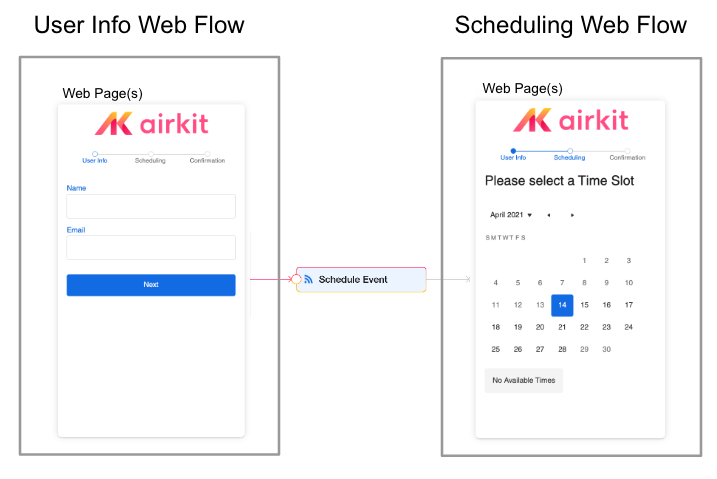 User Info Web Flow
Web Page(s)
airkit
User Info Scheduling Confirmation
Name
Email
Next
Schedule Event
Scheduling Web Flow
Web Page(s)
airkit
User Info Scheduling Confirmation
Please select a Time Slot
April 2021
S M T W T F S
1 2 3
4 5 6 7 8 9 10
11 12 13 14 15 16 17
18 19 20 21 22 23 24
25 26 27 28 29 30
No Available Times